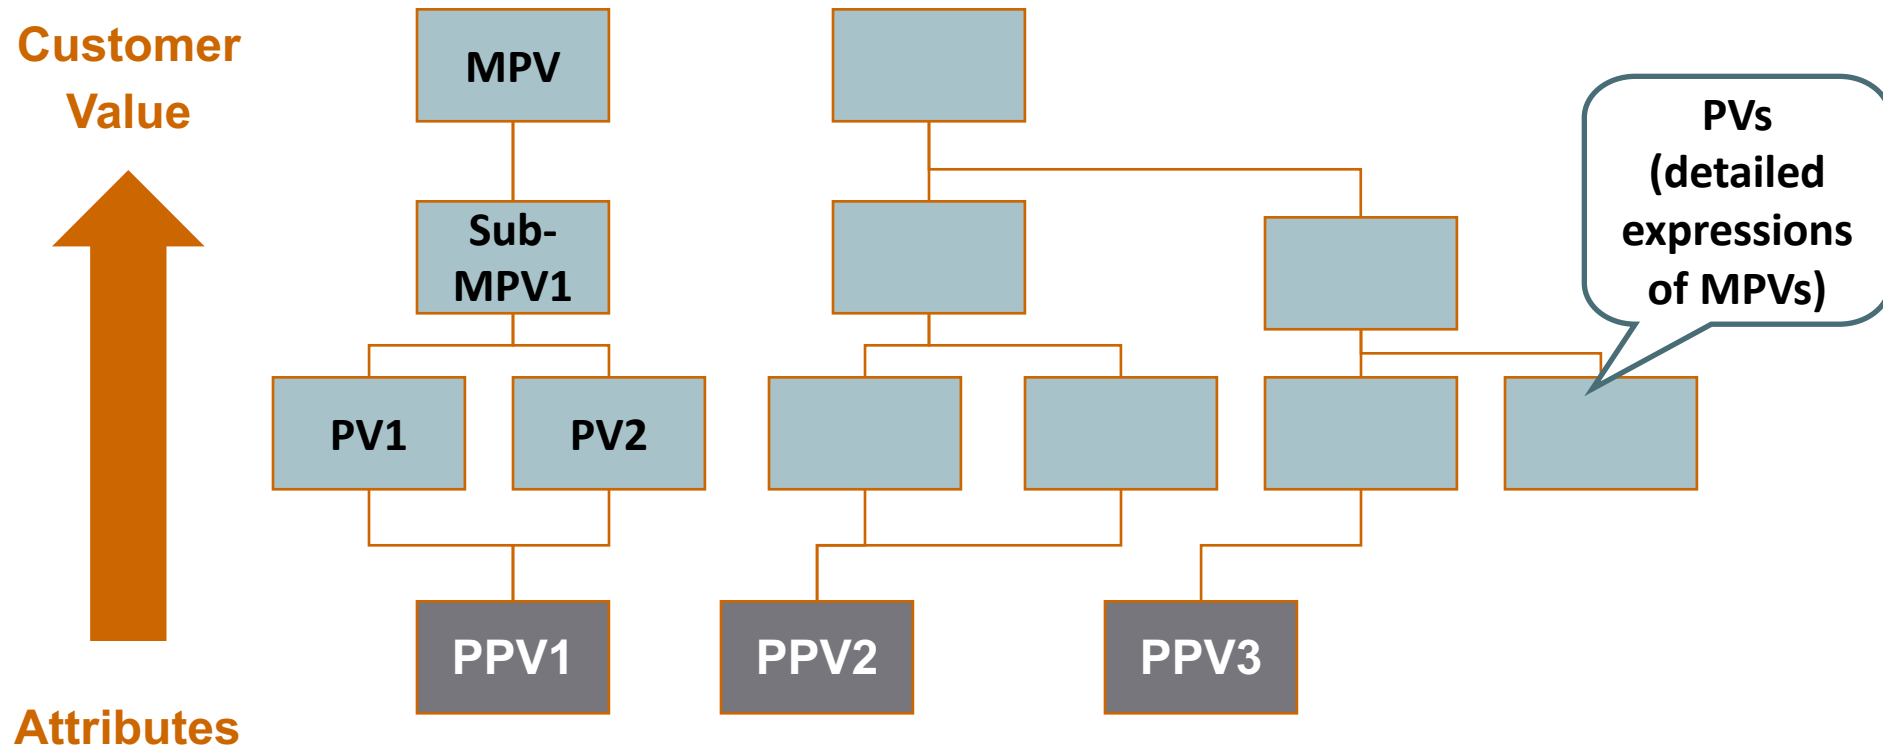 Customer
Value
MPV
PVs
(detailed
expressions
of MPVs)
Sub-
MPV1
PV1
PV2
PPV1
PPV2
PPV3
Attributes